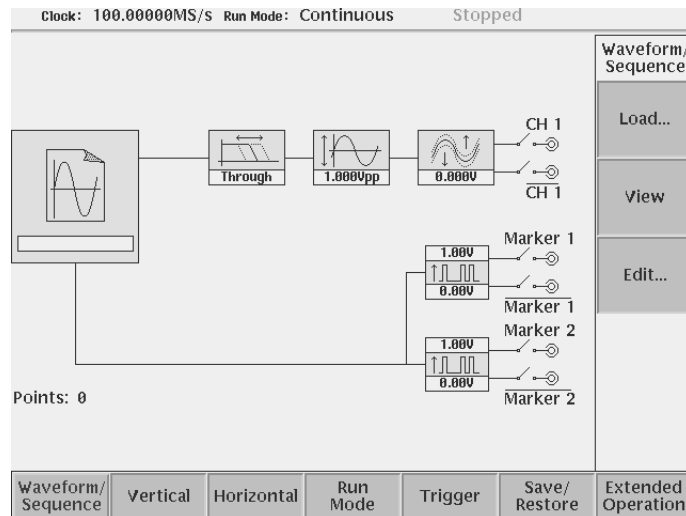 Clock: 100.00000MS/s Run Mode: Continuous Stopped
Waveform/
Sequence
Load...
View
Edit...
Through
1.000Vpp
0.000V
CH 1
CH 1
Marker 1
1.00V
0.00V
Marker 1
Marker 2
1.00V
0.00V
Marker 2
Points: 0
Waveform/
Sequence
Vertical
Horizontal
Run
Mode
Trigger
Save/
Restore
Extended
Operation